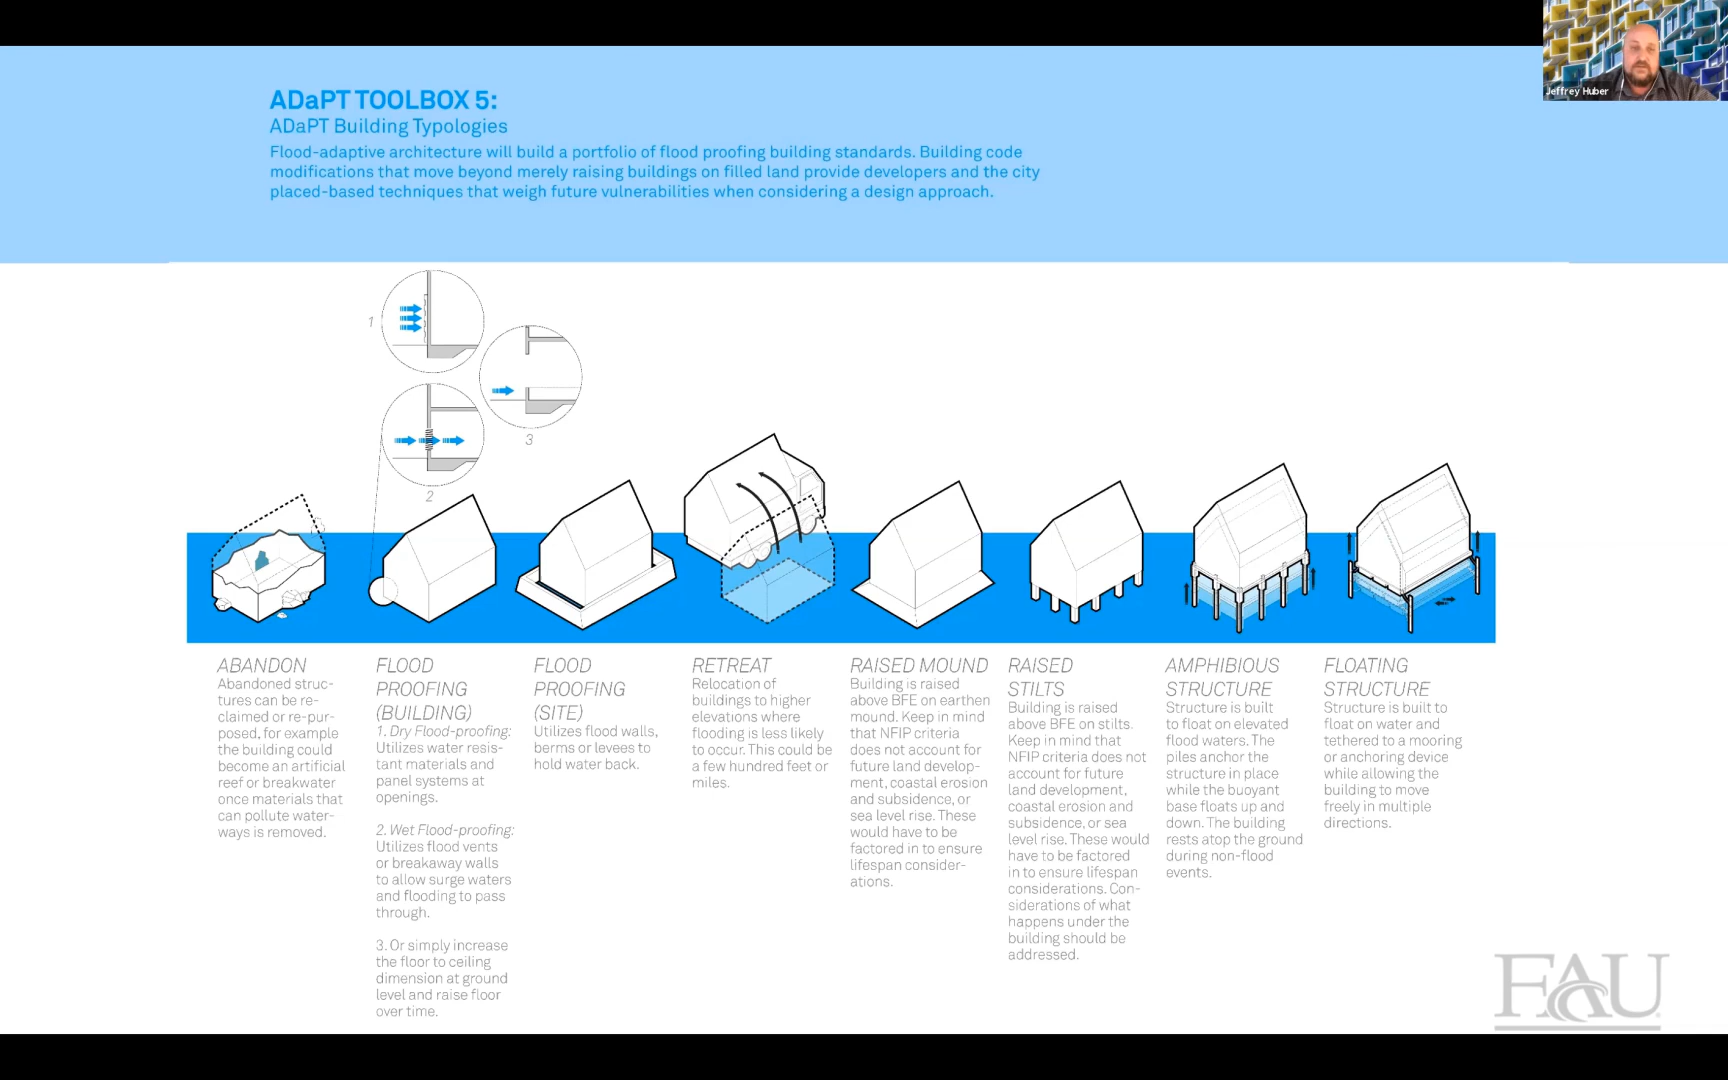 Jeffrey Huber
ADaPT TOOLBOX 5:
ADaPT Building Typologies
Flood-adaptive architecture will build a portfolio of flood proofing building standards. Building code
modifications that move beyond merely raising buildings on filled land provide developers and the city
placed-based techniques that weigh future vulnerabilities when considering a design approach.
1
2
3
ABANDON
Abandoned struc-
tures can be re-
claimed or re-pur-
posed, for example
the building could
become an artificial
reef or breakwater
once materials that
can pollute water-
ways is removed.
FLOOD
PROOFING
(BUILDING)
1. Dry Flood-proofing:
Utilizes water resis-
tant materials and
panel systems at
openings.
2. Wet Flood-proofing:
Utilizes flood vents
or breakaway walls
to allow surge waters
and flooding to pass
through.
3. Or simply increase
the floor to ceiling
dimension at ground
level and raise floor
over time.
FLOOD
PROOFING
(SITE)
Utilizes flood walls,
berms or levees to
hold water back.
RETREAT
Relocation of
buildings to higher
elevations where
flooding is less likely
to occur. This could be
a few hundred feet or
miles.
RAISED MOUND
Building is raised
above BFE on earthen
mound. Keep in mind
that NFIP criteria
does not account for
future land develop-
ment, coastal erosion
and subsidence, or
sea level rise. These
would have to be
factored in to ensure
lifespan consider-
ations.
RAISED
STILTS
Building is raised
above BFE on stilts.
Keep in mind that
NFIP criteria does not
account for future
land development,
coastal erosion and
subsidence, or sea
level rise. These would
have to be factored
in to ensure lifespan
considerations. Con-
siderations of what
happens under the
building should be
addressed.
AMPHIBIOUS
STRUCTURE
Structure is built
to float on elevated
flood waters. The
piles anchor the
structure in place
while the buoyant
base floats up and
down. The building
rests atop the ground
during non-flood
events.
FLOATING
STRUCTURE
Structure is built to
float on water and
tethered to a mooring
or anchoring device
while allowing the
building to move
freely in multiple
directions.
FAU